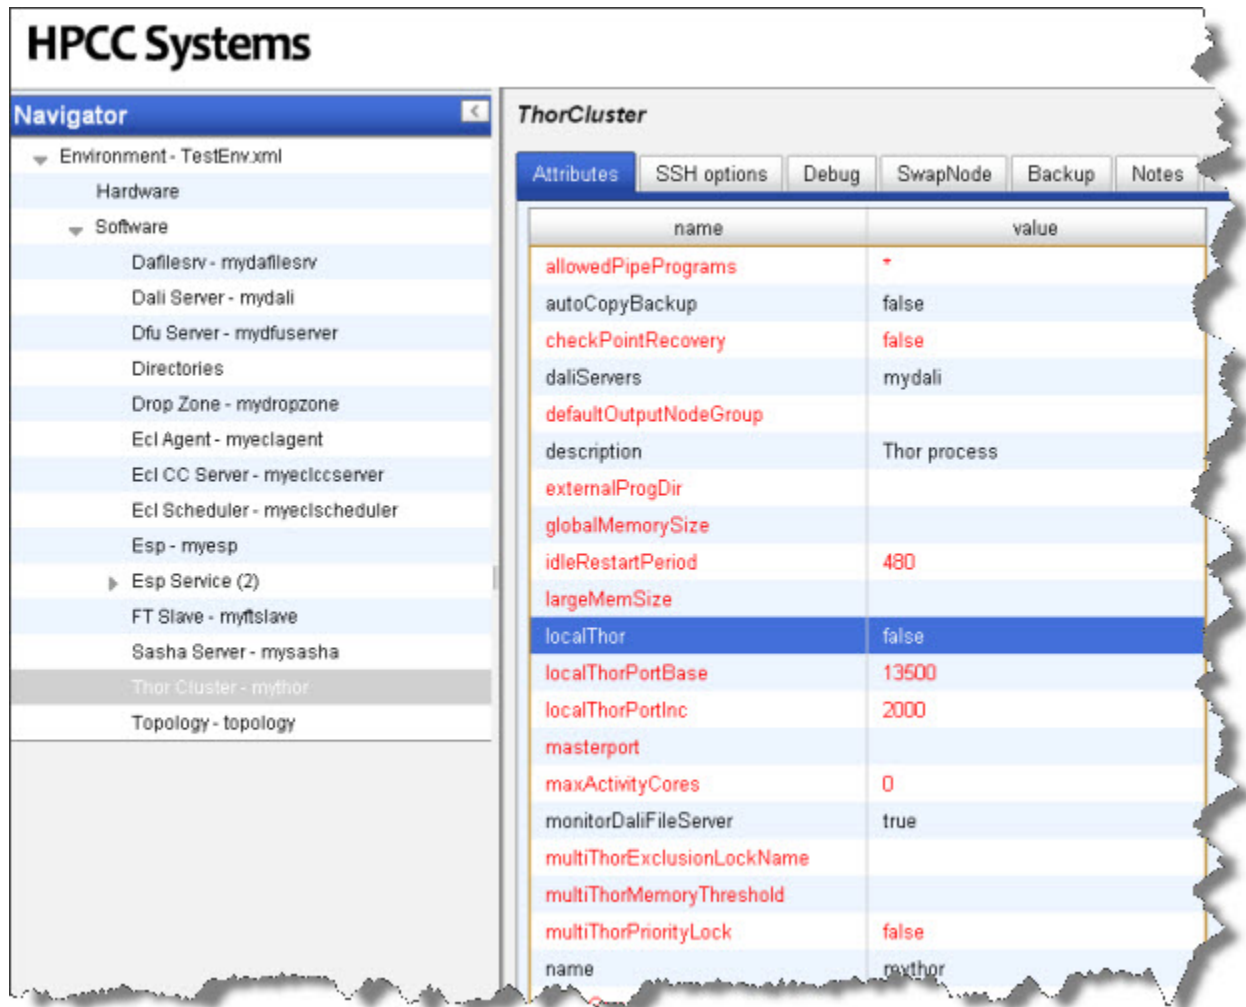 HPCC Systems
Navigator
Environment - TestEnv.xml
Hardware
Software
Dafilesrv - mydafilesrv
Dali Server - mydali
Dfu Server - mydfuserver
Directories
Drop Zone - mydropzone
Ecl Agent - myeclagent
Ecl CC Server - myeclccserver
Ecl Scheduler - myeclscheduler
Esp - myesp
Esp Service (2)
FT Slave - myftslave
Sasha Server - mysasha
Thor Cluster - mythor
Topology - topology
ThorCluster
Attributes SSH options Debug SwapNode Backup Notes
name value
allowedPipePrograms *
autoCopyBackup false
checkPointRecovery false
daliServers mydali
defaultOutputNodeGroup
description Thor process
externalProgDir
globalMemorySize
idleRestartPeriod 480
largeMemSize
localThor false
localThorPortBase 13500
localThorPortInc 2000
masterport
maxActivityCores 0
monitorDaliFileServer true
multiThorExclusionLockName
multiThorMemoryThreshold
multiThorPriorityLock false
name mythor